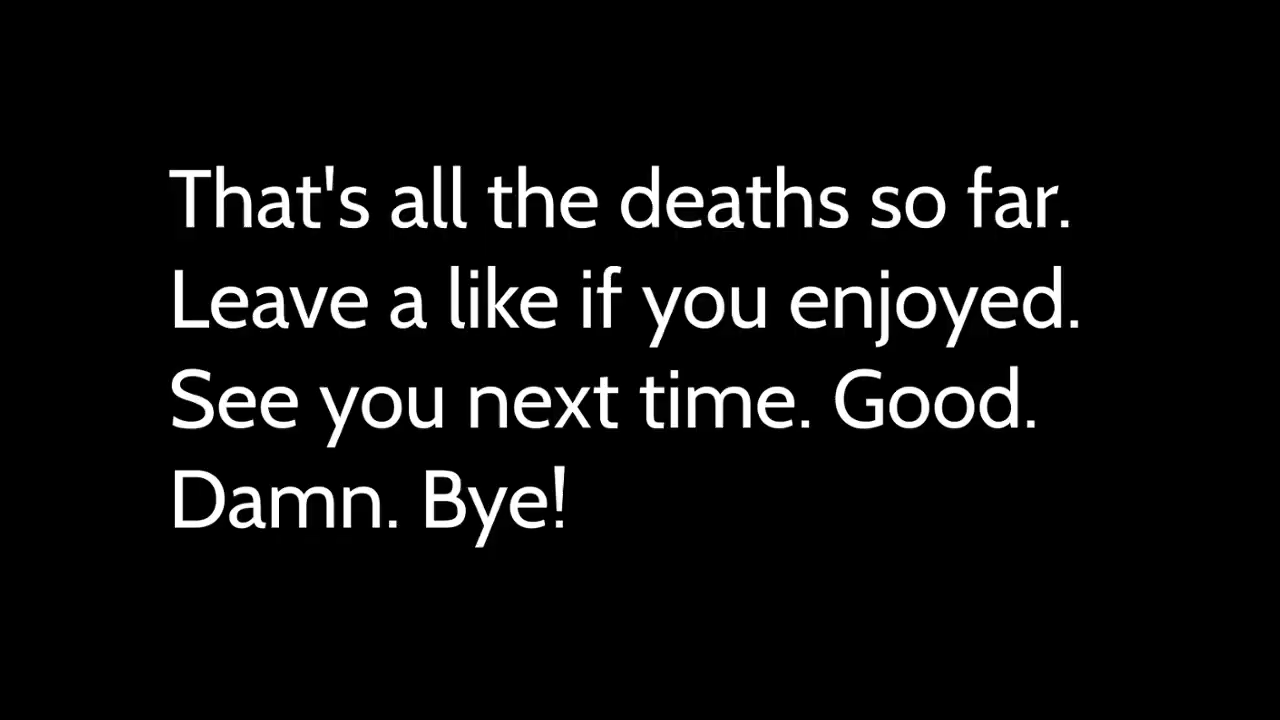 That's all the deaths so far.
Leave a like if you enjoyed.
See you next time. Good.
Damn. Bye!